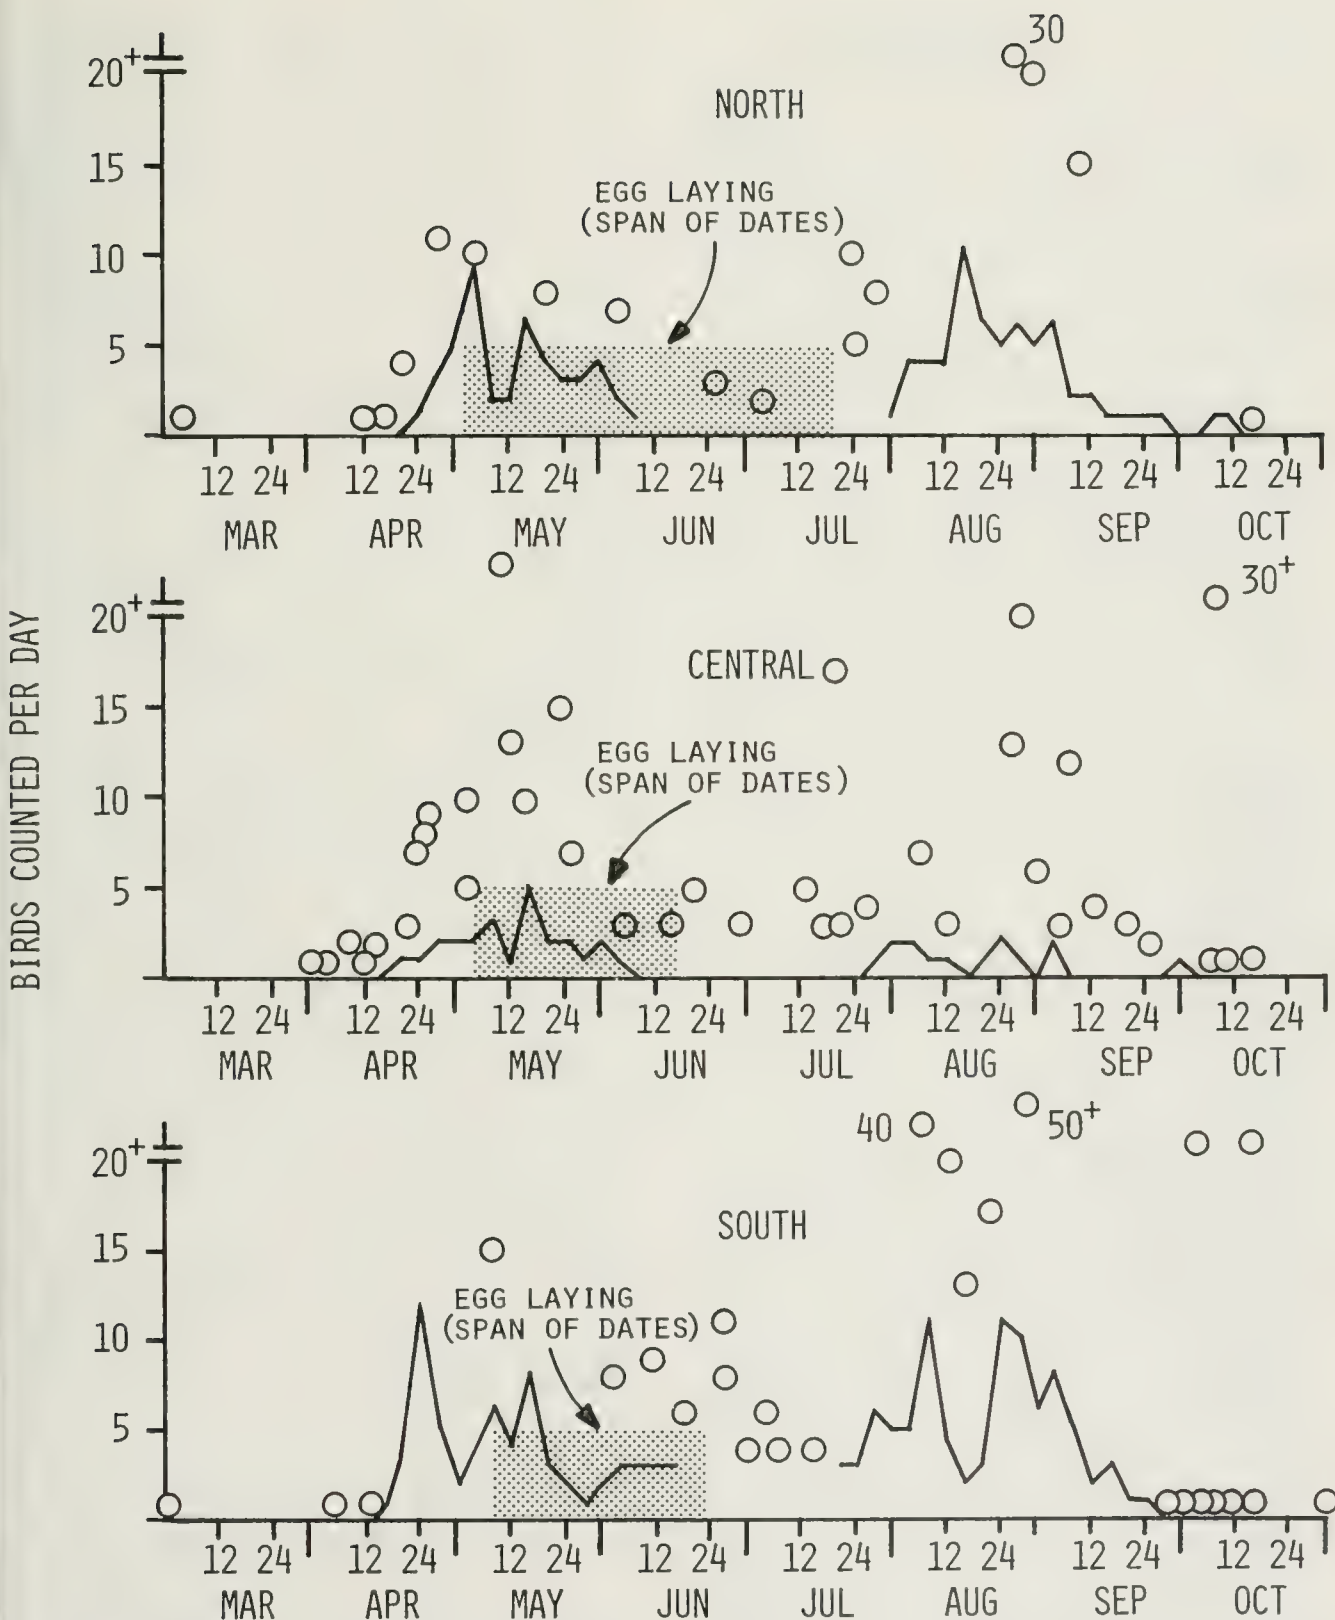 30
20+
NORTH
15
EGG LAYING
(SPAN OF DATES)
10
5
12 24 12 24 12 24 12 24 12 24 12 24 12 24 12 24
MAR APR MAY JUN JUL AUG SEP OCT
BIRDS COUNTED PER DAY
30+
20+
CENTRAL
15
EGG LAYING
(SPAN OF DATES)
10
5
12 24 12 24 12 24 12 24 12 24 12 24 12 24 12 24
MAR APR MAY JUN JUL AUG SEP OCT
40 50+
20+
SOUTH
15
EGG LAYING
(SPAN OF DATES)
10
5
12 24 12 24 12 24 12 24 12 24 12 24 12 24 12 24
MAR APR MAY JUN JUL AUG SEP OCT